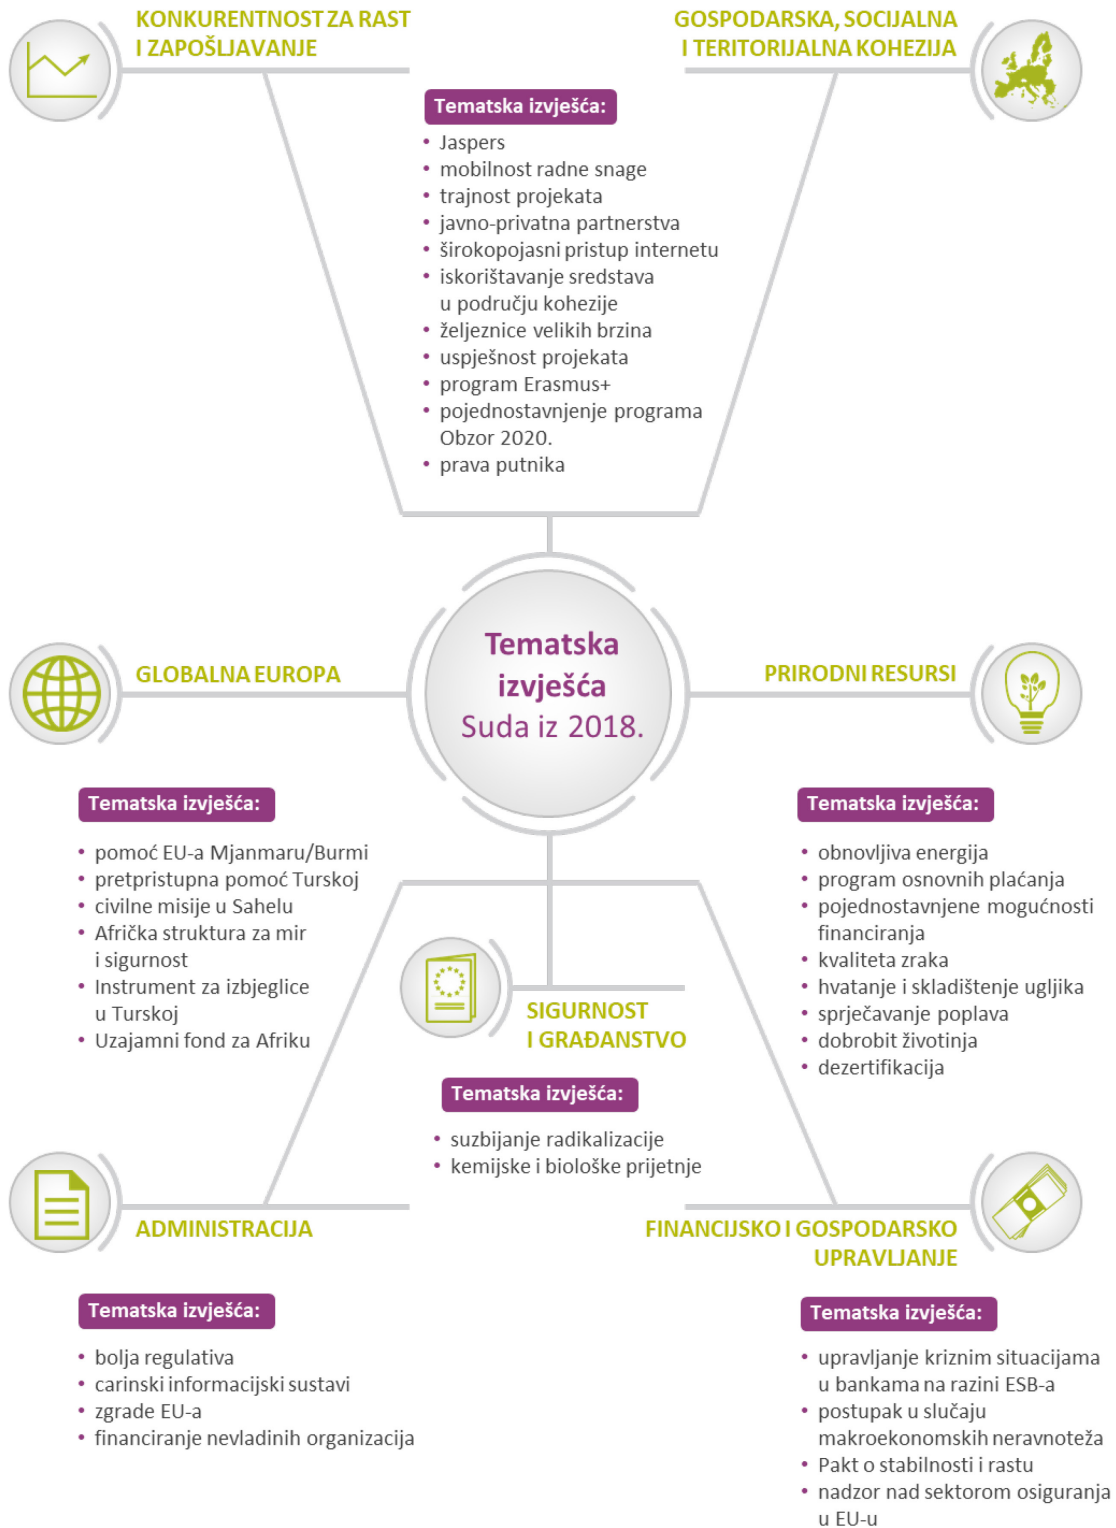 KONKURENTNOST ZA RAST
I ZAPOŠLJAVANJE
GOSPODARSKA, SOCIJALNA
I TERITORIJALNA KOHEZIJA
Tematska izvješća:
• Jaspers
• mobilnost radne snage
• trajnost projekata
• javno-privatna partnerstva
• širokopojasni pristup internetu
• iskorištavanje sredstava
u području kohezije
• željeznice velikih brzina
• uspješnost projekata
• program Erasmus+
• pojednostavnjenje programa
Obzor 2020.
• prava putnika
Tematska
izvješća
Suda iz 2018.
GLOBALNA EUROPA
Tematska izvješća:
• pomoć EU-a Mjanmaru/Burmi
• pretpristupna pomoć Turskoj
• civilne misije u Sahelu
• Afrička struktura za mir
i sigurnost
• Instrument za izbjeglice
u Turskoj
• Uzajamni fond za Afriku
PRIRODNI RESURSI
Tematska izvješća:
• obnovljiva energija
• program osnovnih plaćanja
• pojednostavnjene mogućnosti
financiranja
• kvaliteta zraka
• hvatanje i skladištenje ugljika
• sprječavanje poplava
• dobrobit životinja
• dezertifikacija
SIGURNOST
I GRAĐANSTVO
Tematska izvješća:
• suzbijanje radikalizacije
• kemijske i biološke prijetnje
ADMINISTRACIJA
Tematska izvješća:
• bolja regulativa
• carinski informacijski sustavi
• zgrade EU-a
• financiranje nevladinih organizacija
FINANCIJSKO I GOSPODARSKO
UPRAVLJANJE
Tematska izvješća:
• upravljanje kriznim situacijama
u bankama na razini ESB-a
• postupak u slučaju
makroekonomskih neravnoteža
• Pakt o stabilnosti i rastu
• nadzor nad sektorom osiguranja
u EU-u